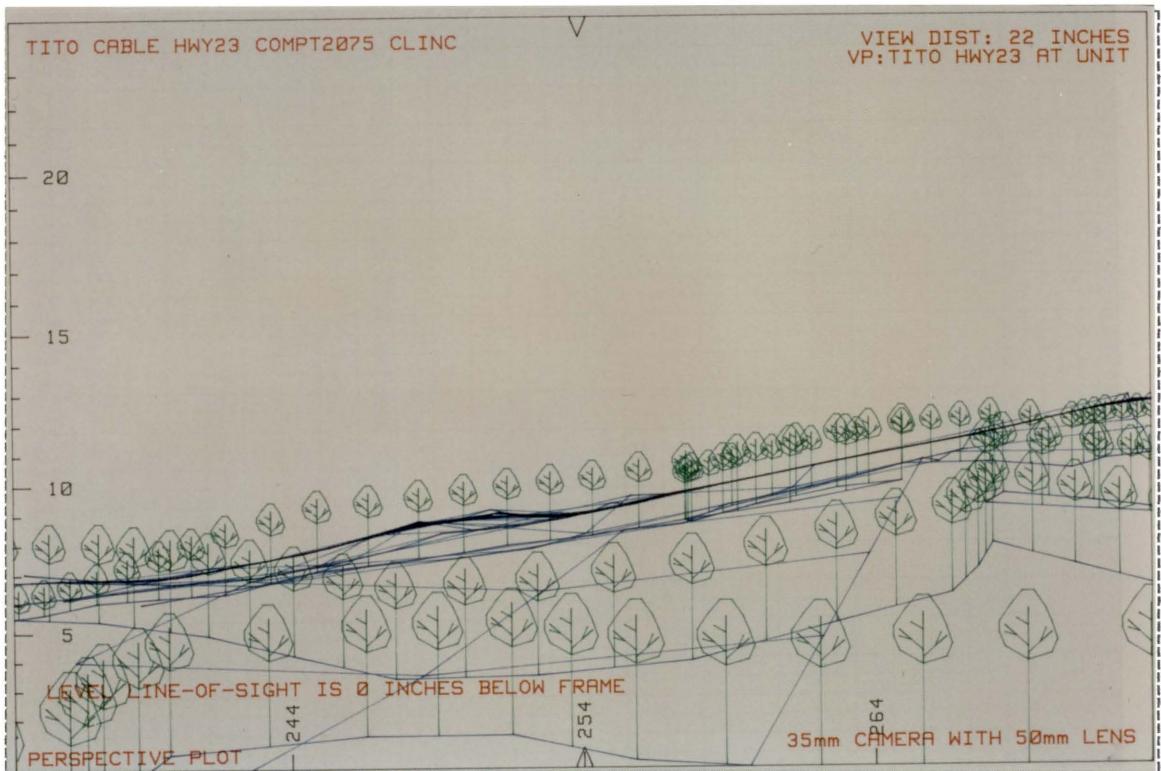 TITO CABLE HWY23 COMPT2075 CLINC
VIEW DIST: 22 INCHES
VP:TITO HWY23 AT UNIT
20
15
10
5
LEVEL LINE-OF-SIGHT IS 0 INCHES BELOW FRAME
244
254
264
PERSPECTIVE PLOT
35mm CAMERA WITH 50mm LENS